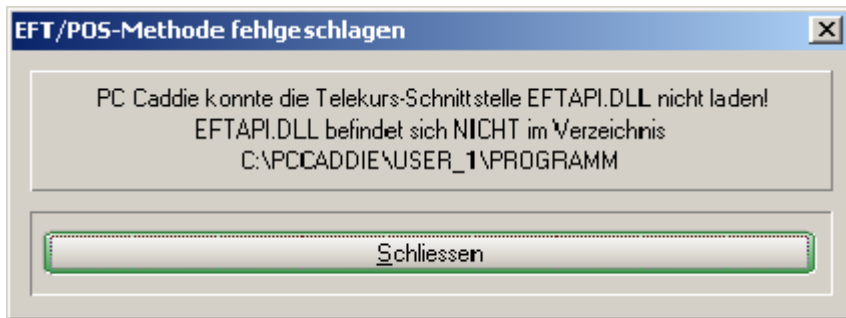 EFT/POS-Methode fehlgeschlagen
PC Caddie konnte die Telekurs-Schnittstelle EFTAPI.DLL nicht laden!
EFTAPI.DLL befindet sich NICHT im Verzeichnis
C:\PCCADDIE\USER_1\PROGRAMM
Schliessen